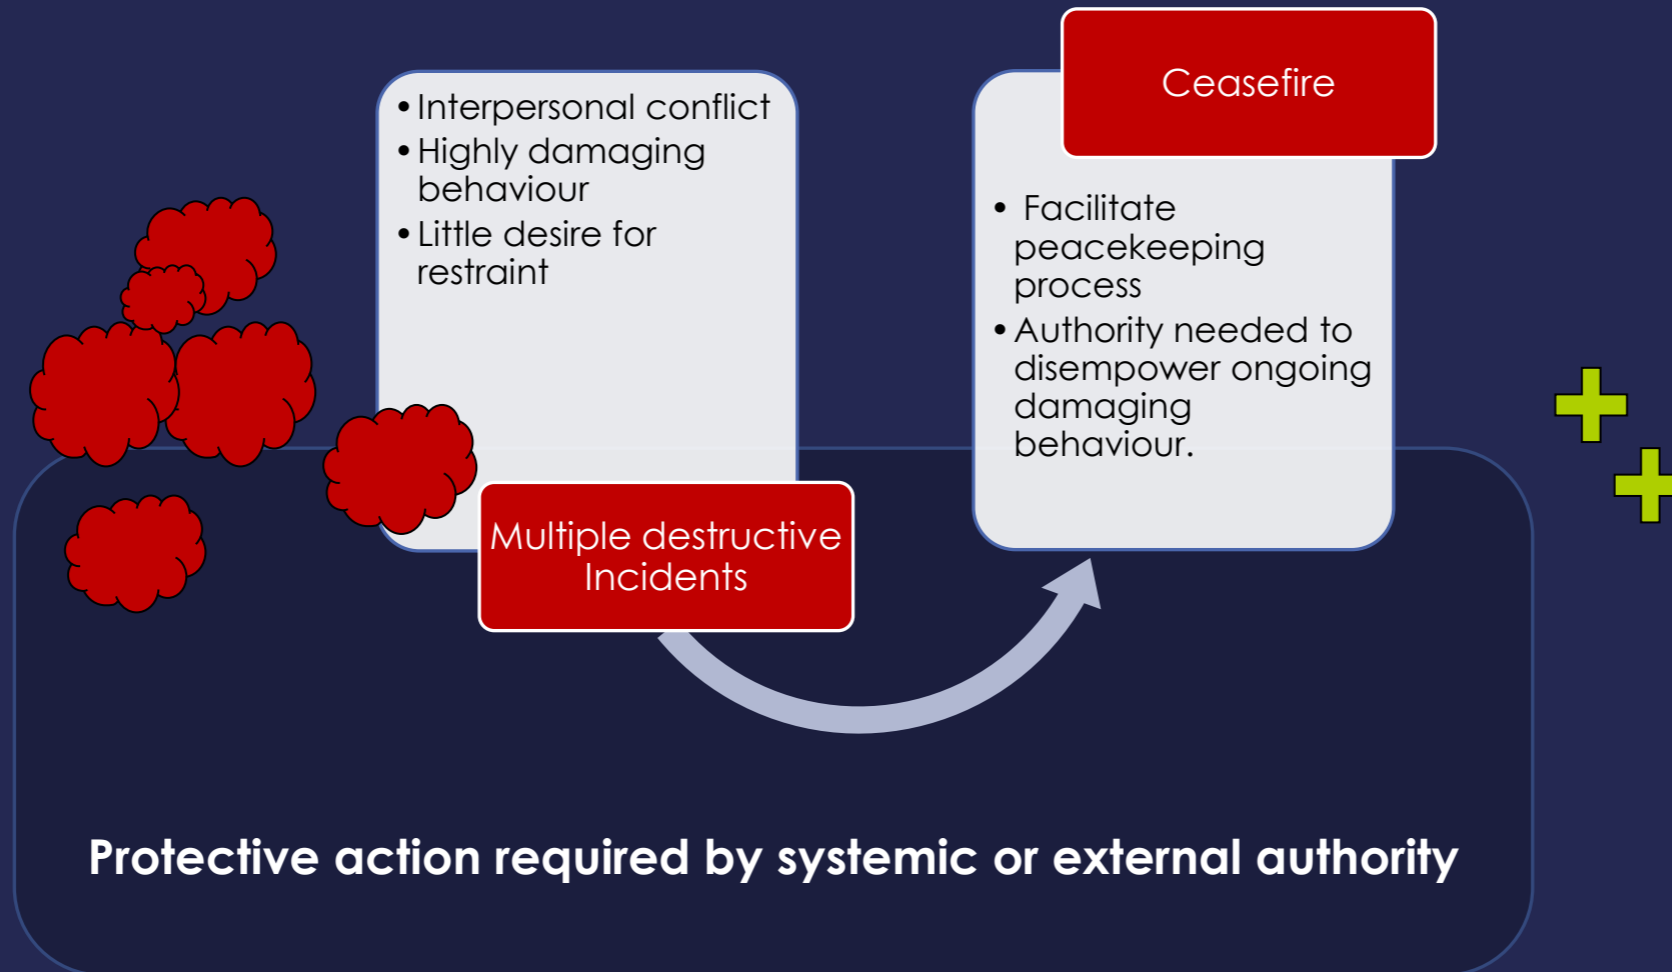 • Interpersonal conflict
• Highly damaging
behaviour
• Little desire for
restraint
Multiple destructive
Incidents
Ceasefire
• Facilitate
peacekeeping
process
• Authority needed to
disempower ongoing
damaging
behaviour.
Protective action required by systemic or external authority